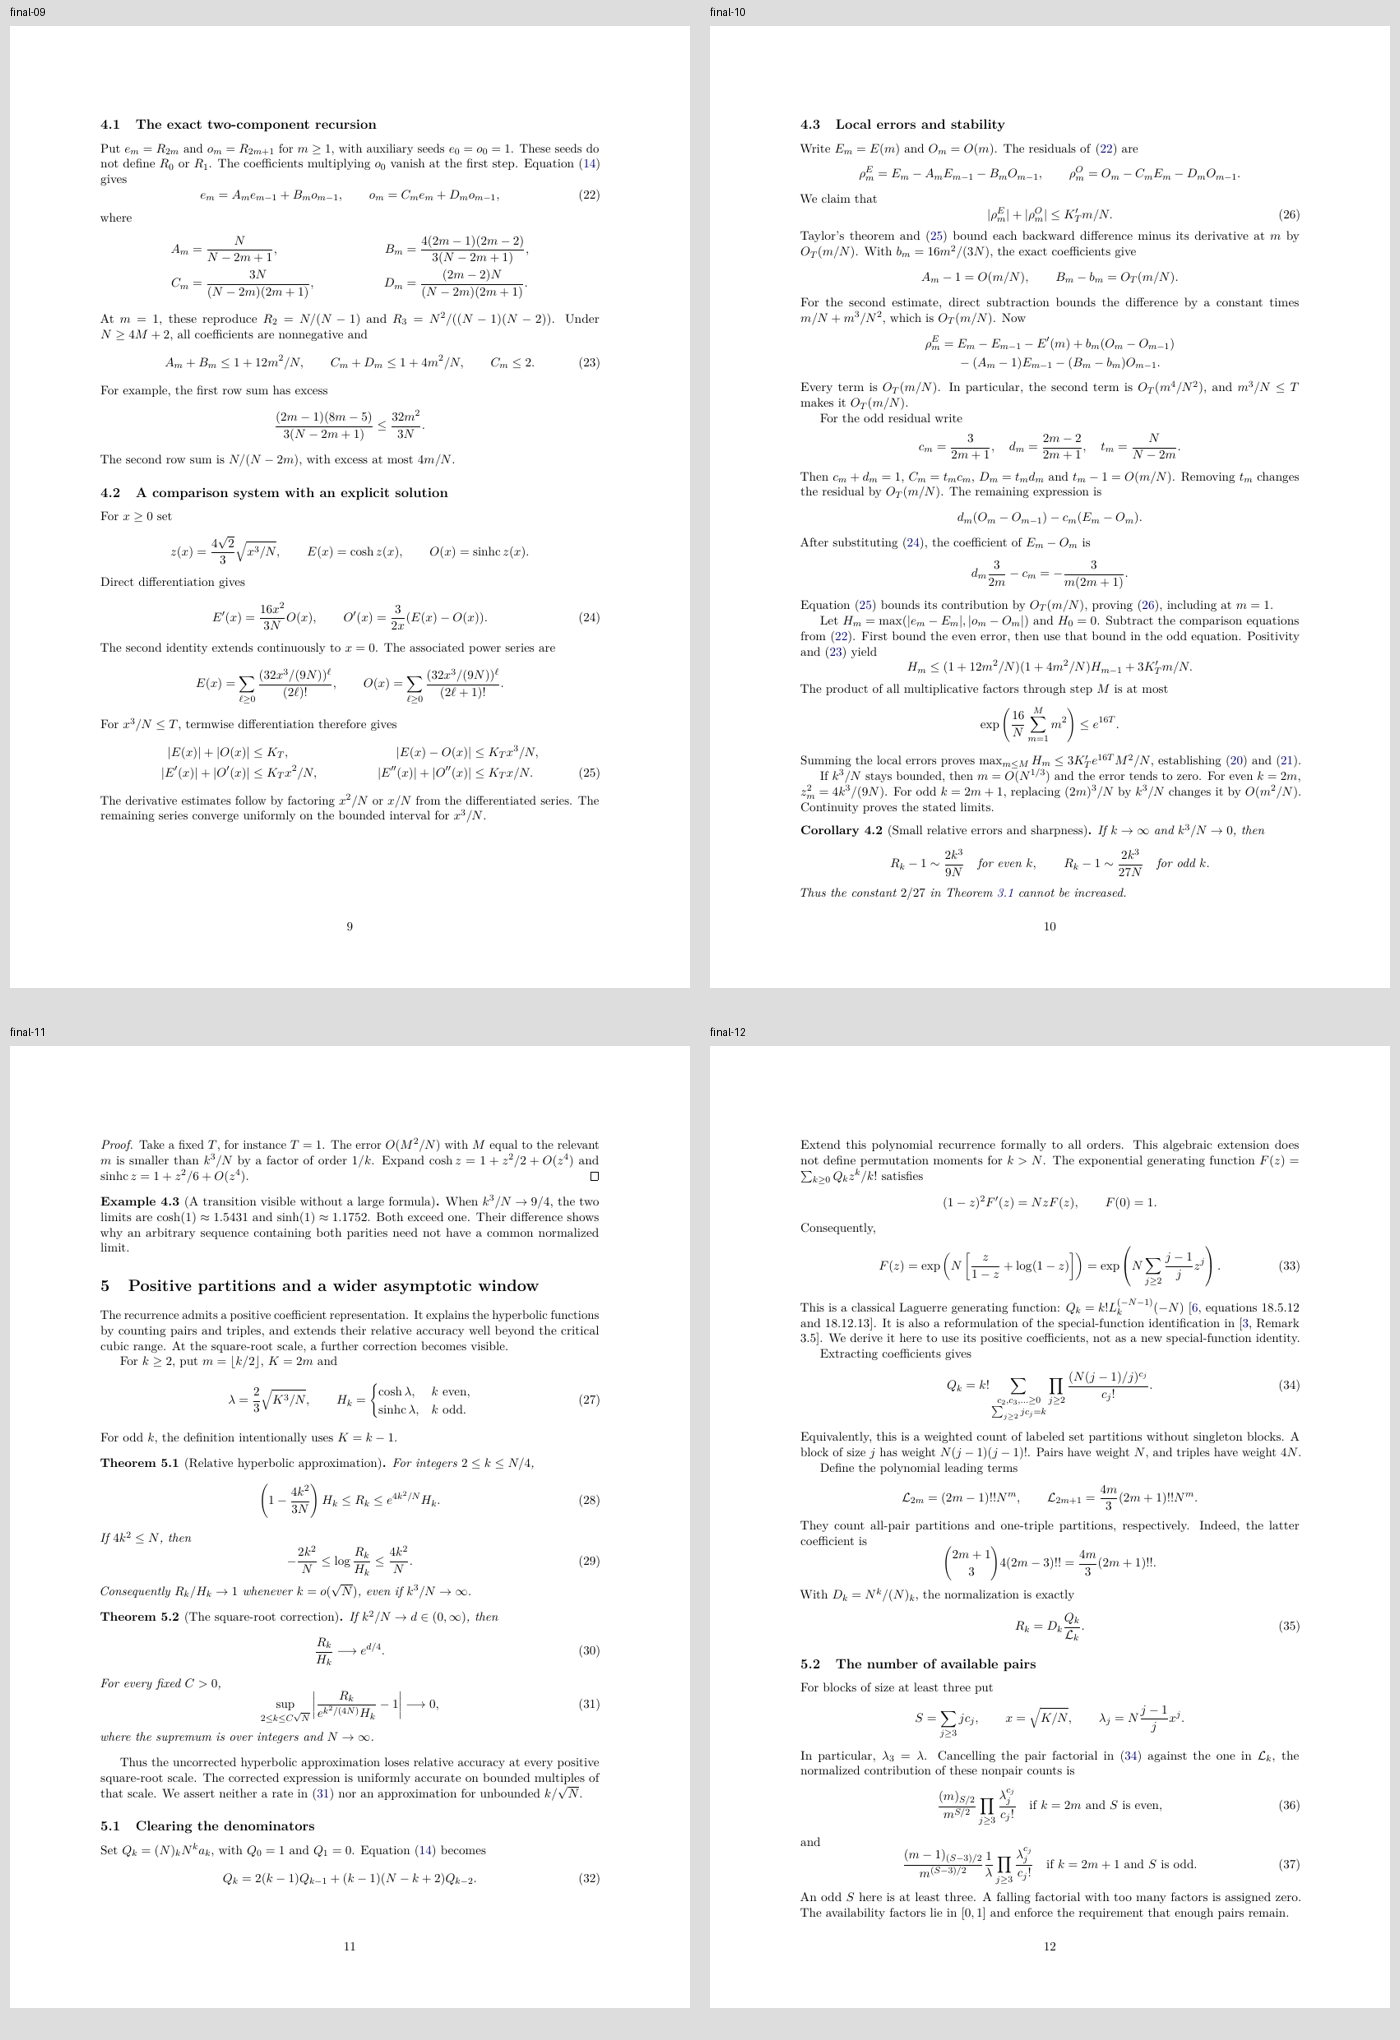 final-09
4.1 The exact two-component recursion
Put e_m = R_{2m} and o_m = R_{2m+1} for m ≥ 1, with auxiliary seeds e_0 = o_0 = 1. These seeds do
not define R_0 or R_1. The coefficients multiplying o_0 vanish at the first step. Equation (14)
gives
e_m = A_m e_{m−1} + B_m o_{m−1}, o_m = C_m e_m + D_m o_{m−1}, (22)
where
A_m = N/(N − 2m + 1), B_m = 4(2m − 1)(2m − 2)/(3(N − 2m + 1)),
C_m = 3N/((N − 2m)(2m + 1)), D_m = (2m − 2)N/((N − 2m)(2m + 1)).
At m = 1, these reproduce R_2 = N/(N − 1) and R_3 = N^2/((N − 1)(N − 2)). Under
N ≥ 4M + 2, all coefficients are nonnegative and
A_m + B_m ≤ 1 + 12m^2/N, C_m + D_m ≤ 1 + 4m^2/N, C_m ≤ 2. (23)
For example, the first row sum has excess
(2m − 1)(8m − 5)/(3(N − 2m + 1)) ≤ 32m^2/(3N).
The second row sum is N/(N − 2m), with excess at most 4m/N.
4.2 A comparison system with an explicit solution
For x ≥ 0 set
z(x) = (4√2/3)√(x^3/N), E(x) = cosh z(x), O(x) = sinhc z(x).
Direct differentiation gives
E′(x) = (16x^2/3N) O(x), O′(x) = (3/2x)(E(x) − O(x)). (24)
The second identity extends continuously to x = 0. The associated power series are
E(x) = ∑_{ℓ≥0} (32x^3/(9N))^ℓ/(2ℓ)!, O(x) = ∑_{ℓ≥0} (32x^3/(9N))^ℓ/(2ℓ + 1)!.
For x^3/N ≤ T, termwise differentiation therefore gives
|E(x)| + |O(x)| ≤ K_T, |E(x) − O(x)| ≤ K_T x^3/N,
|E′(x)| + |O′(x)| ≤ K_T x^2/N, |E″(x)| + |O″(x)| ≤ K_T x/N. (25)
The derivative estimates follow by factoring x^2/N or x/N from the differentiated series. The
remaining series converge uniformly on the bounded interval for x^3/N.
9
final-10
4.3 Local errors and stability
Write E_m = E(m) and O_m = O(m). The residuals of (22) are
ρ_m^E = E_m − A_m E_{m−1} − B_m O_{m−1}, ρ_m^O = O_m − C_m E_m − D_m O_{m−1}.
We claim that
|ρ_m^E| + |ρ_m^O| ≤ K′_T m/N. (26)
Taylor's theorem and (25) bound each backward difference minus its derivative at m by
O_T(m/N). With b_m = 16m^2/(3N), the exact coefficients give
A_m − 1 = O(m/N), B_m − b_m = O_T(m/N).
For the second estimate, direct subtraction bounds the difference by a constant times
m/N + m^3/N^2, which is O_T(m/N). Now
ρ_m^E = E_m − E_{m−1} − E′(m) + b_m(O_m − O_{m−1})
− (A_m − 1)E_{m−1} − (B_m − b_m)O_{m−1}.
Every term is O_T(m/N). In particular, the second term is O_T(m^4/N^2), and m^3/N ≤ T
makes it O_T(m/N).
For the odd residual write
c_m = 3/(2m + 1), d_m = (2m − 2)/(2m + 1), t_m = N/(N − 2m).
Then c_m + d_m = 1, C_m = t_m c_m, D_m = t_m d_m and t_m − 1 = O(m/N). Removing t_m changes
the residual by O_T(m/N). The remaining expression is
d_m(O_m − O_{m−1}) − c_m(E_m − O_m).
After substituting (24), the coefficient of E_m − O_m is
d_m (3/2m) − c_m = −3/(m(2m + 1)).
Equation (25) bounds its contribution by O_T(m/N), proving (26), including at m = 1.
Let H_m = max(|e_m − E_m|, |o_m − O_m|) and H_0 = 0. Subtract the comparison equations
from (22). First bound the even error, then use that bound in the odd equation. Positivity
and (23) yield
H_m ≤ (1 + 12m^2/N)(1 + 4m^2/N)H_{m−1} + 3K′_T m/N.
The product of all multiplicative factors through step M is at most
exp((16/N) ∑_{m=1}^{M} m^2) ≤ e^{16T}.
Summing the local errors proves max_{m≤M} H_m ≤ 3K′_T e^{16T} M^2/N, establishing (20) and (21).
If k^3/N stays bounded, then m = O(N^{1/3}) and the error tends to zero. For even k = 2m,
z_m^2 = 4k^3/(9N). For odd k = 2m + 1, replacing (2m)^3/N by k^3/N changes it by O(m^2/N).
Continuity proves the stated limits.
Corollary 4.2 (Small relative errors and sharpness). If k → ∞ and k^3/N → 0, then
R_k − 1 ∼ 2k^3/9N for even k, R_k − 1 ∼ 2k^3/27N for odd k.
Thus the constant 2/27 in Theorem 3.1 cannot be increased.
10
final-11
Proof. Take a fixed T, for instance T = 1. The error O(M^2/N) with M equal to the relevant
m is smaller than k^3/N by a factor of order 1/k. Expand cosh z = 1 + z^2/2 + O(z^4) and
sinhc z = 1 + z^2/6 + O(z^4). □
Example 4.3 (A transition visible without a large formula). When k^3/N → 9/4, the two
limits are cosh(1) ≈ 1.5431 and sinh(1) ≈ 1.1752. Both exceed one. Their difference shows
why an arbitrary sequence containing both parities need not have a common normalized
limit.
5 Positive partitions and a wider asymptotic window
The recurrence admits a positive coefficient representation. It explains the hyperbolic functions
by counting pairs and triples, and extends their relative accuracy well beyond the critical
cubic range. At the square-root scale, a further correction becomes visible.
For k ≥ 2, put m = ⌊k/2⌋, K = 2m and
λ = (2/3)√(K^3/N), H_k = { cosh λ, k even, sinhc λ, k odd. (27)
For odd k, the definition intentionally uses K = k − 1.
Theorem 5.1 (Relative hyperbolic approximation). For integers 2 ≤ k ≤ N/4,
(1 − 4k^2/3N) H_k ≤ R_k ≤ e^{4k^2/N} H_k. (28)
If 4k^2 ≤ N, then
−2k^2/N ≤ log R_k/H_k ≤ 4k^2/N. (29)
Consequently R_k/H_k → 1 whenever k = o(√N), even if k^3/N → ∞.
Theorem 5.2 (The square-root correction). If k^2/N → d ∈ (0, ∞), then
R_k/H_k ⟶ e^{d/4}. (30)
For every fixed C > 0,
sup_{2≤k≤C√N} |R_k/(e^{k^2/(4N)} H_k) − 1| ⟶ 0, (31)
where the supremum is over integers and N → ∞.
Thus the uncorrected hyperbolic approximation loses relative accuracy at every positive
square-root scale. The corrected expression is uniformly accurate on bounded multiples of
that scale. We assert neither a rate in (31) nor an approximation for unbounded k/√N.
5.1 Clearing the denominators
Set Q_k = (N)_k N^k a_k, with Q_0 = 1 and Q_1 = 0. Equation (14) becomes
Q_k = 2(k − 1)Q_{k−1} + (k − 1)(N − k + 2)Q_{k−2}. (32)
11
final-12
Extend this polynomial recurrence formally to all orders. This algebraic extension does
not define permutation moments for k > N. The exponential generating function F(z) =
∑_{k≥0} Q_k z^k/k! satisfies
(1 − z)^2 F′(z) = NzF(z), F(0) = 1.
Consequently,
F(z) = exp(N[z/(1 − z) + log(1 − z)]) = exp(N ∑_{j≥2} ((j − 1)/j) z^j). (33)
This is a classical Laguerre generating function: Q_k = k!L_k^{(−N−1)}(−N) [6, equations 18.5.12
and 18.12.13]. It is also a reformulation of the special-function identification in [3, Remark
3.5]. We derive it here to use its positive coefficients, not as a new special-function identity.
Extracting coefficients gives
Q_k = k! ∑_{c_2,c_3,...≥0, ∑_{j≥2} jc_j=k} ∏_{j≥2} (N(j − 1)/j)^{c_j}/c_j!. (34)
Equivalently, this is a weighted count of labeled set partitions without singleton blocks. A
block of size j has weight N(j − 1)(j − 1)!. Pairs have weight N, and triples have weight 4N.
Define the polynomial leading terms
ℒ_{2m} = (2m − 1)!!N^m, ℒ_{2m+1} = (4m/3)(2m + 1)!!N^m.
They count all-pair partitions and one-triple partitions, respectively. Indeed, the latter
coefficient is
(2m + 1 choose 3)4(2m − 3)!! = (4m/3)(2m + 1)!!.
With D_k = N^k/(N)_k, the normalization is exactly
R_k = D_k Q_k/ℒ_k. (35)
5.2 The number of available pairs
For blocks of size at least three put
S = ∑_{j≥3} jc_j, x = √(K/N), λ_j = N ((j − 1)/j) x^j.
In particular, λ_3 = λ. Cancelling the pair factorial in (34) against the one in ℒ_k, the
normalized contribution of these nonpair counts is
((m)_{S/2}/m^{S/2}) ∏_{j≥3} λ_j^{c_j}/c_j! if k = 2m and S is even, (36)
and
((m − 1)_{(S−3)/2}/m^{(S−3)/2}) (1/λ) ∏_{j≥3} λ_j^{c_j}/c_j! if k = 2m + 1 and S is odd. (37)
An odd S here is at least three. A falling factorial with too many factors is assigned zero.
The availability factors lie in [0, 1] and enforce the requirement that enough pairs remain.
12